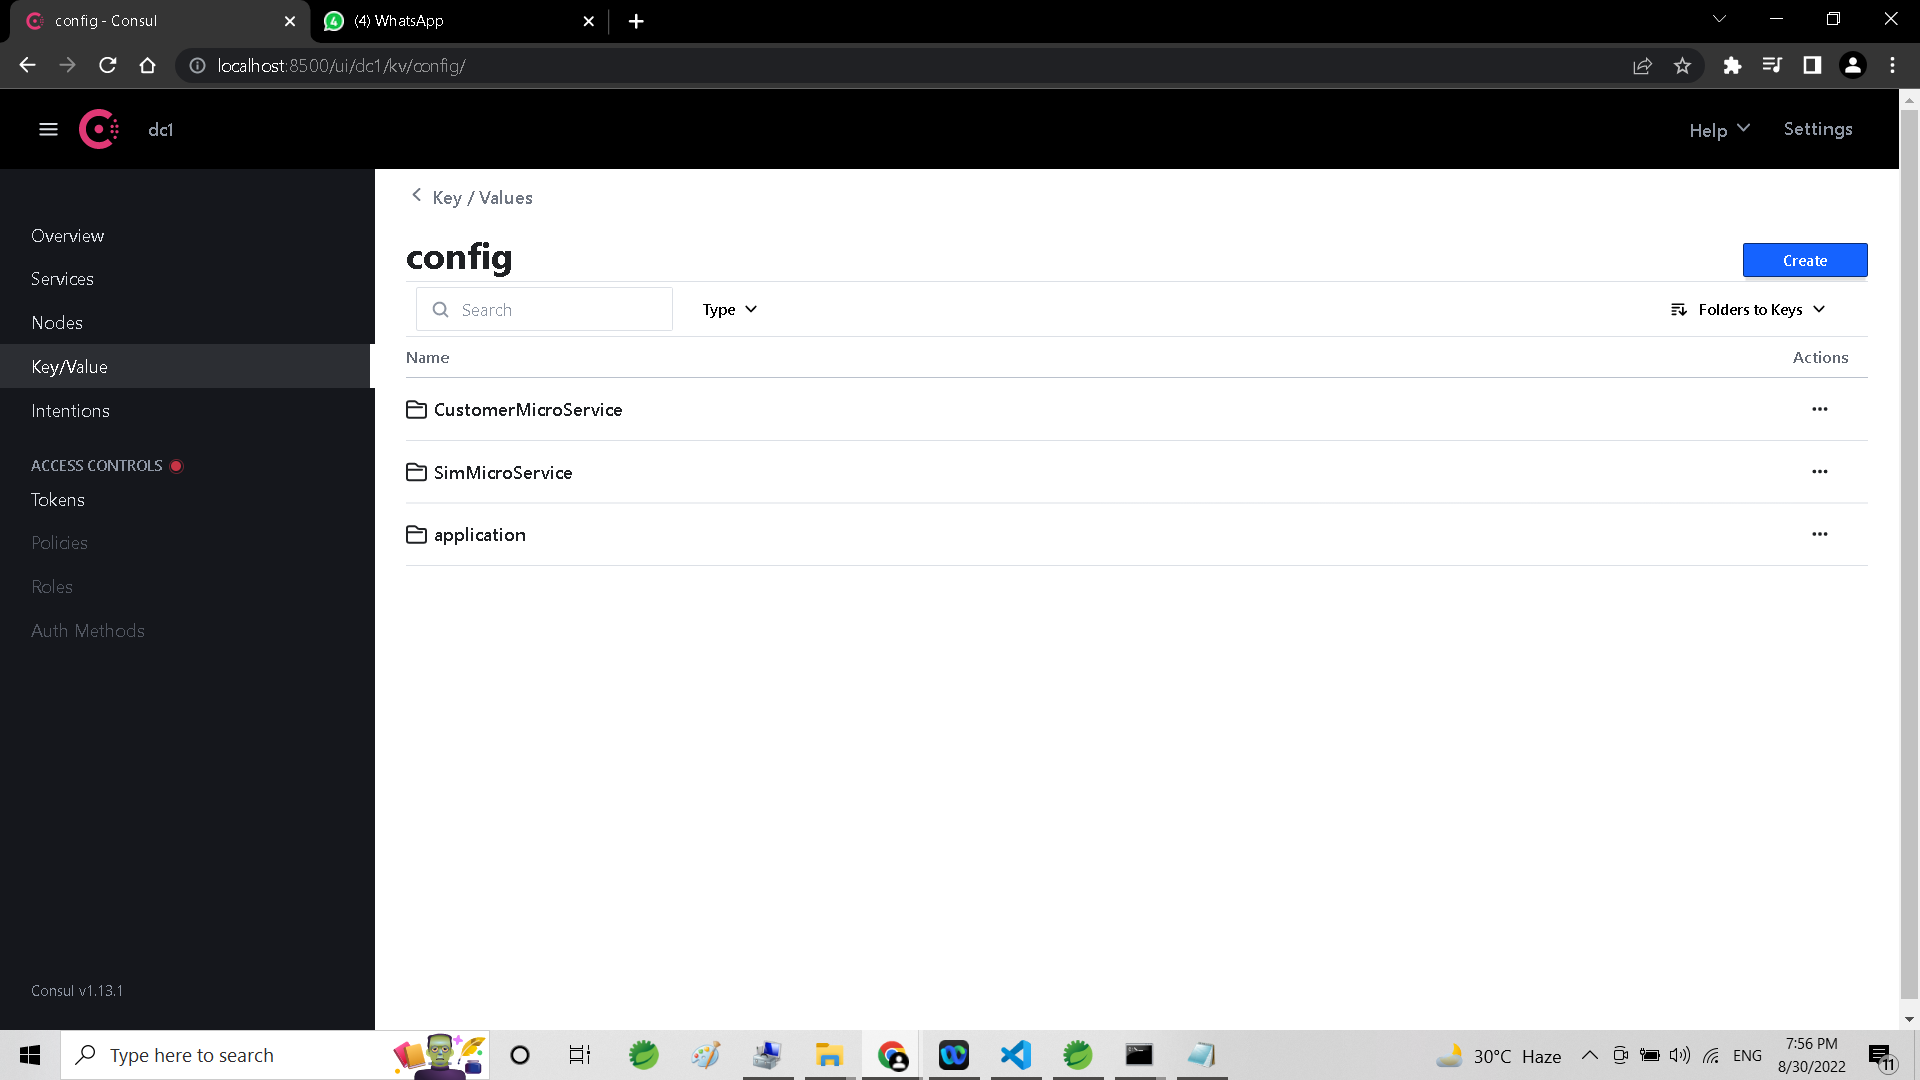 config - Consul
(4) WhatsApp
localhost:8500/ui/dc1/kv/config/
dc1
Help
Settings
Overview
Services
Nodes
Key/Value
Intentions
ACCESS CONTROLS
Tokens
Policies
Roles
Auth Methods
Consul v1.13.1
Key / Values
config
Create
Search
Type
Folders to Keys
Name
Actions
CustomerMicroService
SimMicroService
application
Type here to search
30°C Haze
ENG
7:56 PM
8/30/2022
11